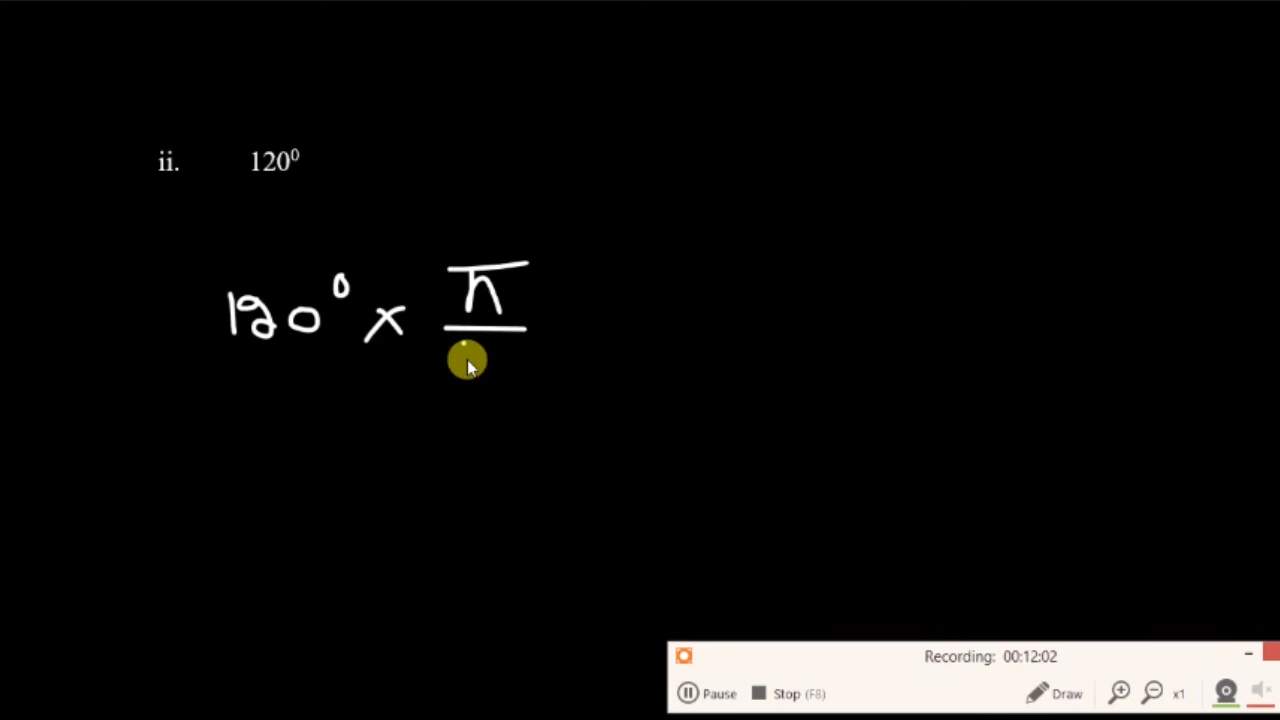 ii. 120⁰
120⁰ × π
Recording: 00:12:02
Pause Stop (F8) Draw x1